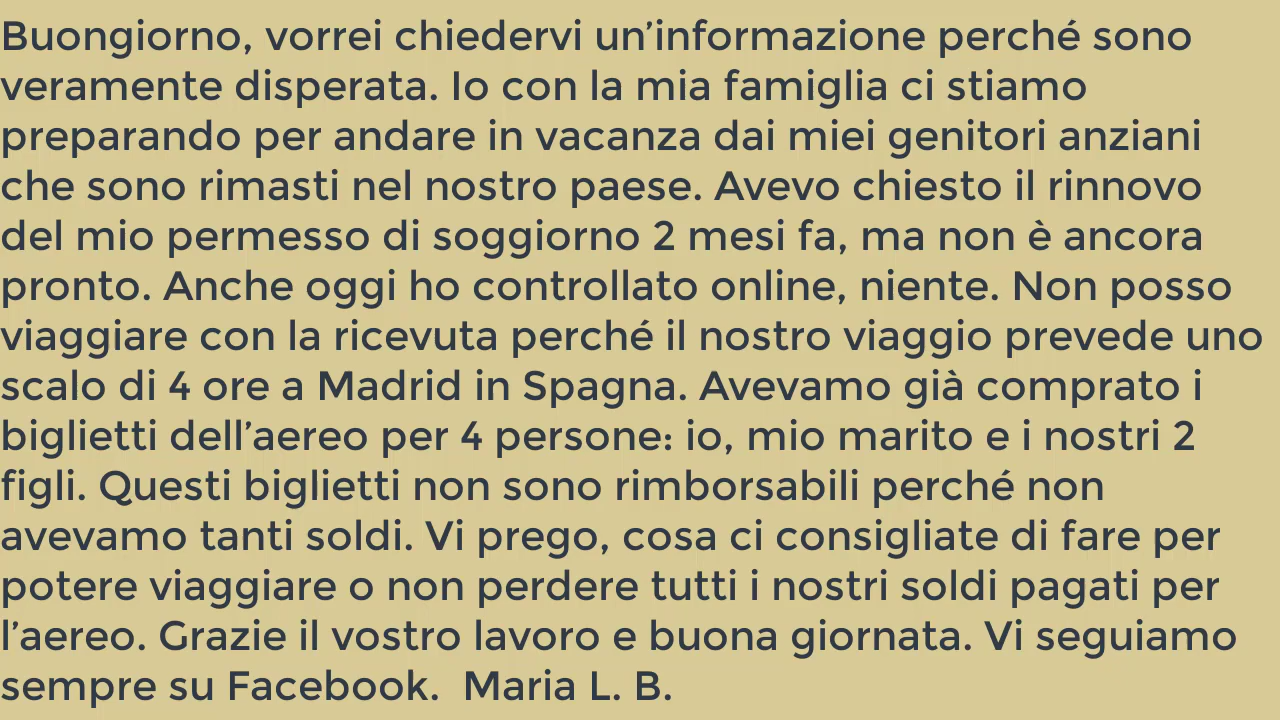 Buongiorno, vorrei chiedervi un’informazione perché sono
veramente disperata. Io con la mia famiglia ci stiamo
preparando per andare in vacanza dai miei genitori anziani
che sono rimasti nel nostro paese. Avevo chiesto il rinnovo
del mio permesso di soggiorno 2 mesi fa, ma non è ancora
pronto. Anche oggi ho controllato online, niente. Non posso
viaggiare con la ricevuta perché il nostro viaggio prevede uno
scalo di 4 ore a Madrid in Spagna. Avevamo già comprato i
biglietti dell’aereo per 4 persone: io, mio marito e i nostri 2
figli. Questi biglietti non sono rimborsabili perché non
avevamo tanti soldi. Vi prego, cosa ci consigliate di fare per
potere viaggiare o non perdere tutti i nostri soldi pagati per
l’aereo. Grazie il vostro lavoro e buona giornata. Vi seguiamo
sempre su Facebook.  Maria L. B.